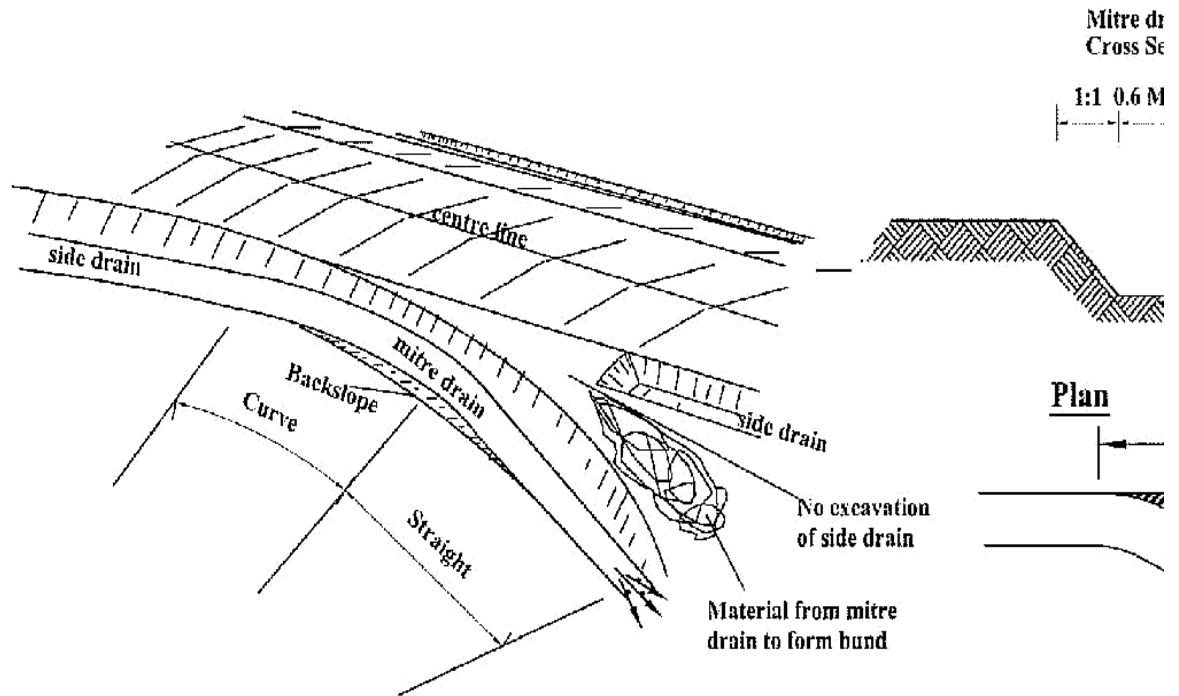 Mitre dr
Cross Se
1:1 0.6 M
centre line
side drain
mitre drain
Backslope
Curve
side drain
Plan
No excavation
of side drain
Straight
Material from mitre
drain to form bund